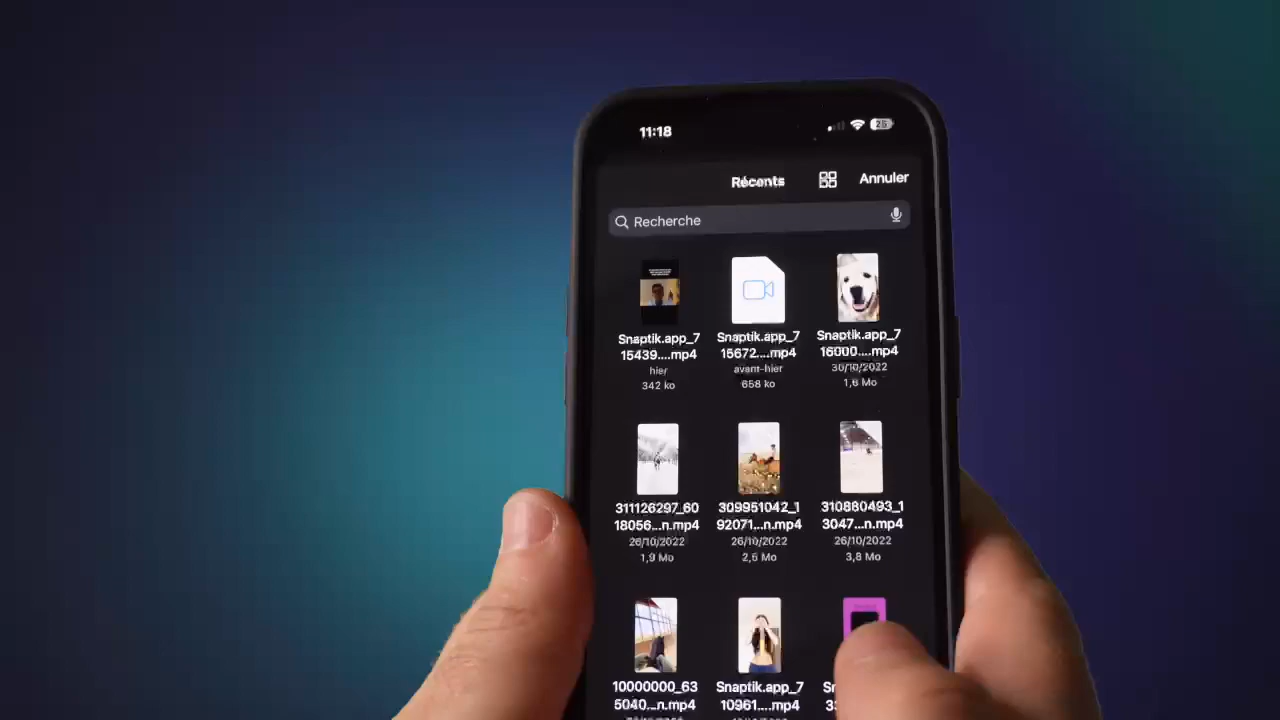 11:18
25
Récents
Annuler
Recherche
Snaptik.app_7
15439....mp4
hier
342 ko
Snaptik.app_7
15672....mp4
avant-hier
658 ko
Snaptik.app_7
16000....mp4
30/10/2022
1,6 Mo
311126297_60
18056...n.mp4
26/10/2022
1,9 Mo
309951042_1
92071...n.mp4
26/10/2022
2,5 Mo
310880493_1
3047...n.mp4
26/10/2022
3,8 Mo
10000000_63
5040...n.mp4
Snaptik.app_7
10961....mp4